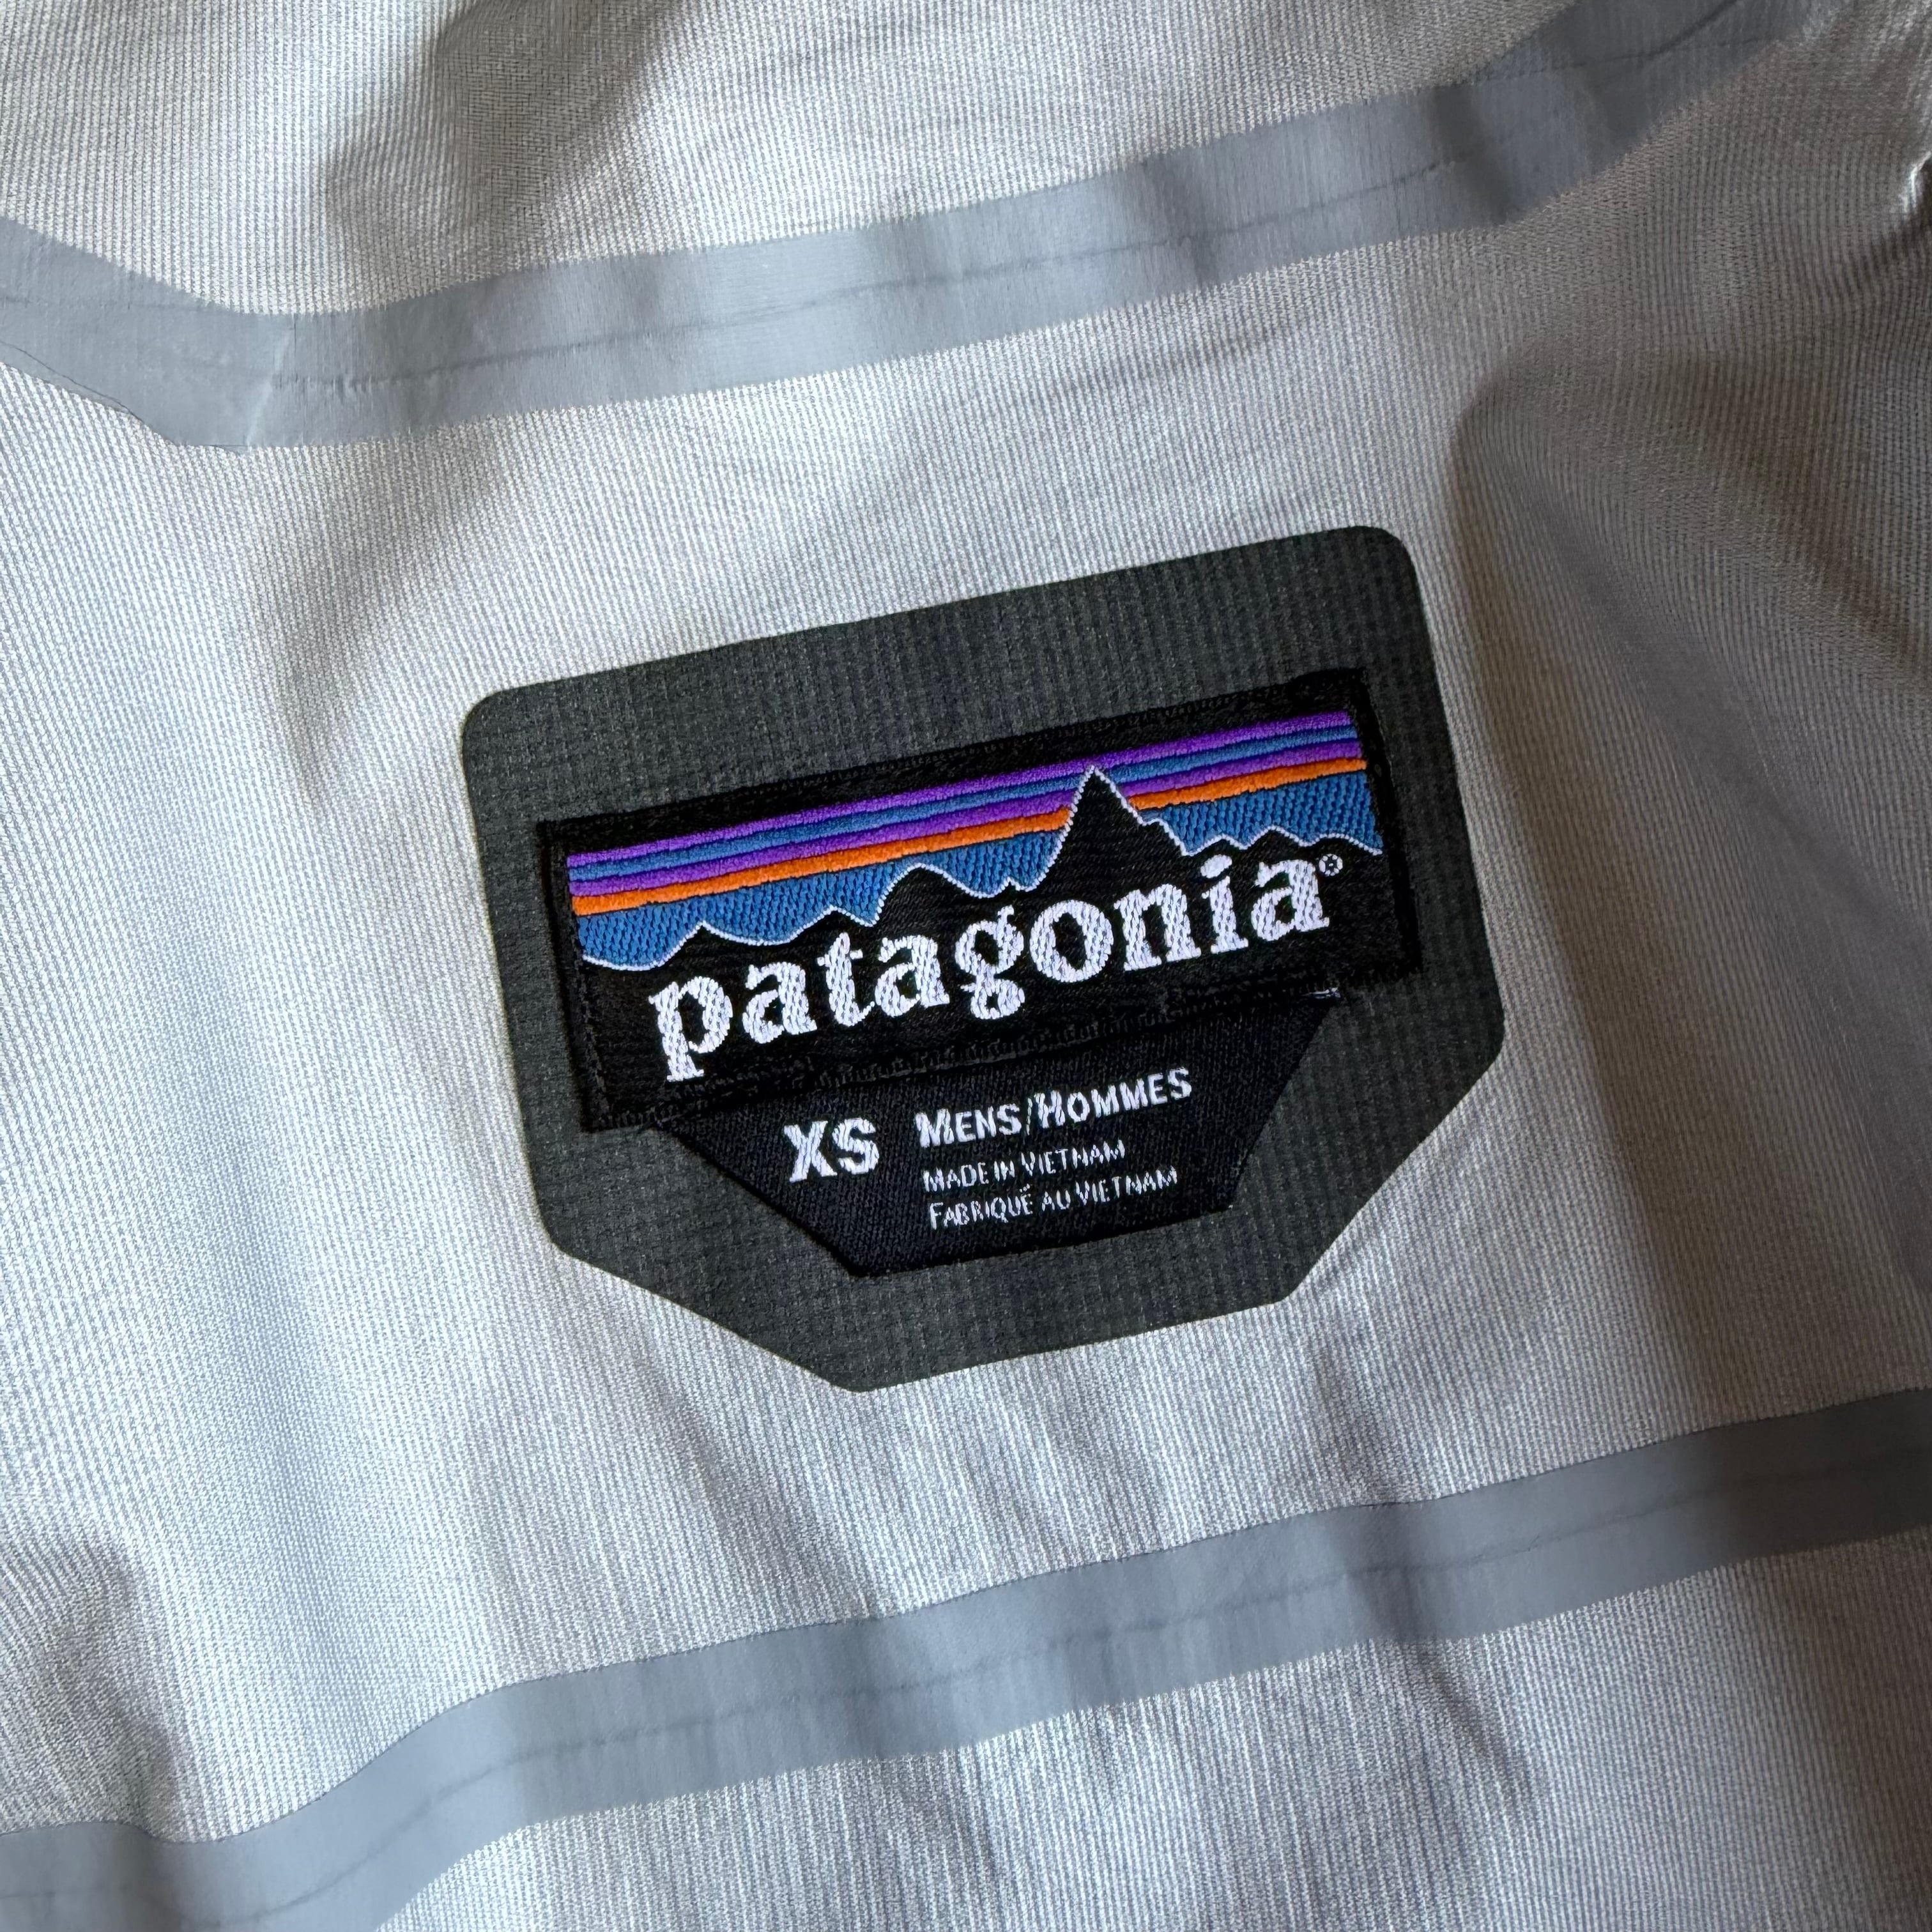 patagonia®
XS MENS/HOMMES
MADE IN VIETNAM
FABRIQUÉ AU VIETNAM